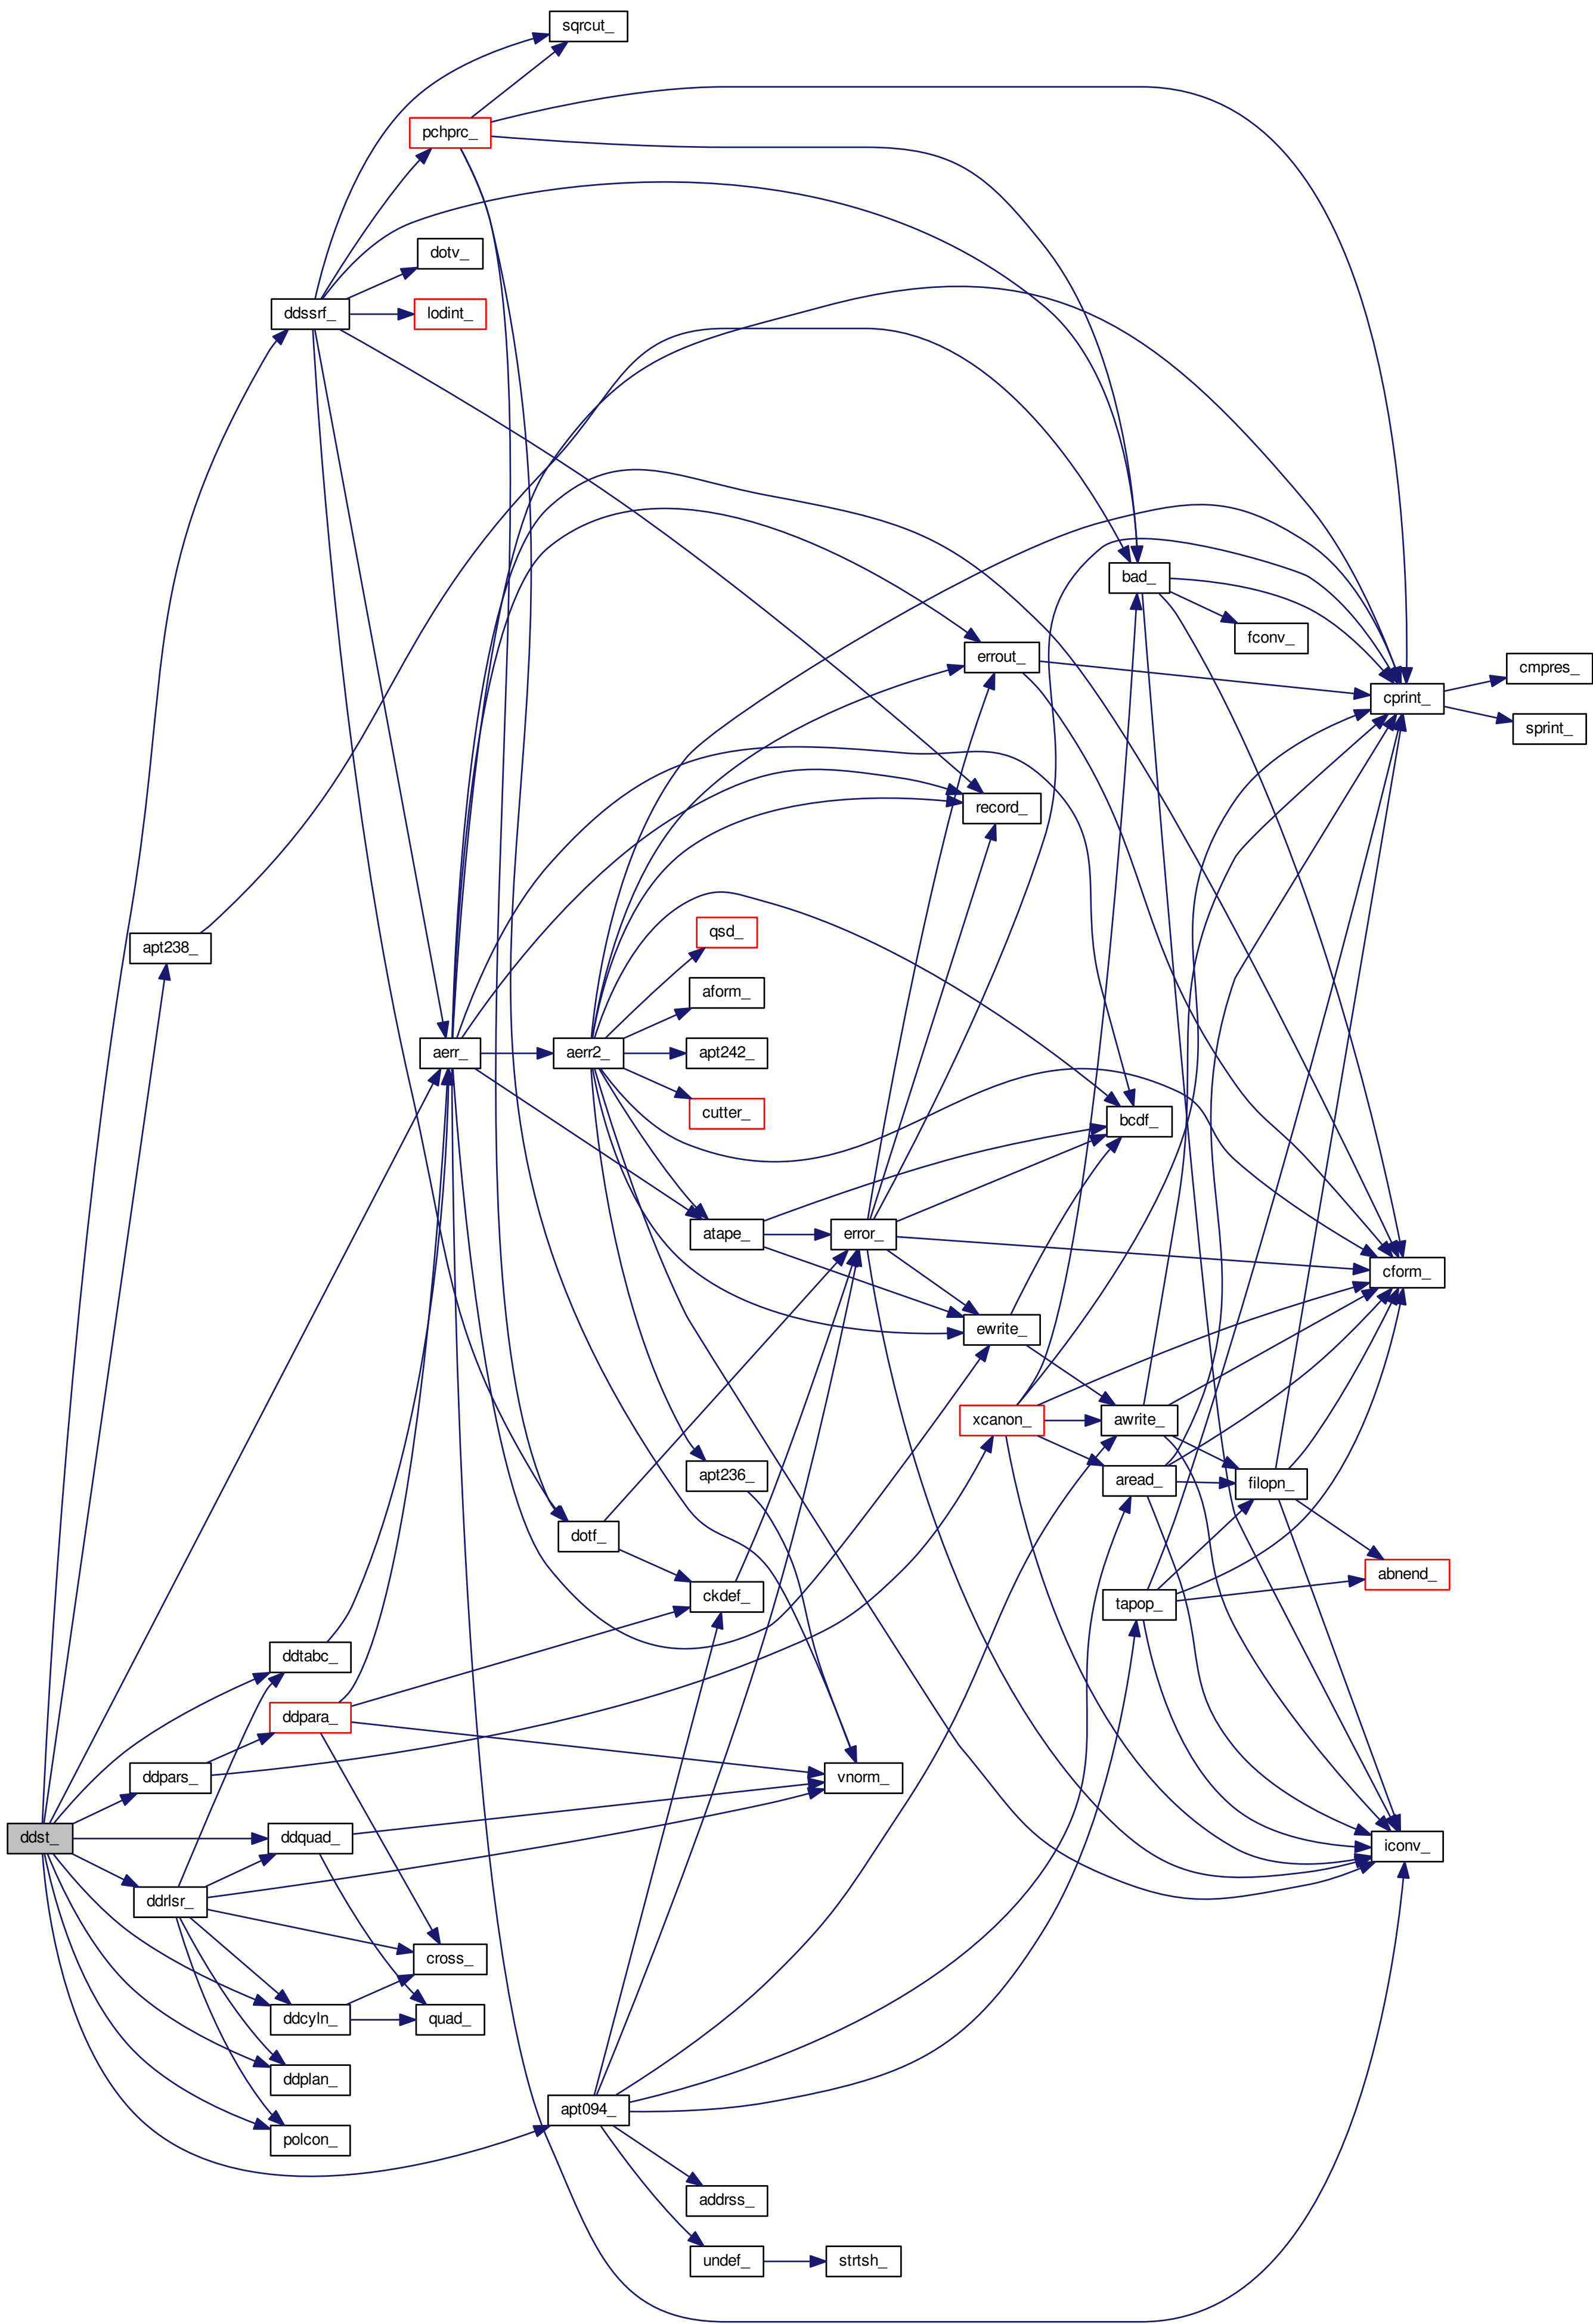 sqrcut_
pchprc_
dotv_
ddssrf_
lodint_
bad_
fconv_
errout_
cmpres_
cprint_
sprint_
record_
qsd_
apt238_
aform_
aerr_
aerr2_
apt242_
cutter_
bcdf_
atape_
error_
cform_
ewrite_
xcanon_
awrite_
apt236_
aread_
filopn_
dotf_
abnend_
ckdef_
tapop_
ddtabc_
ddpara_
ddpars_
vnorm_
ddst_
ddquad_
iconv_
ddrlsr_
cross_
ddcyln_
quad_
ddplan_
apt094_
polcon_
addrss_
undef_
strtsh_